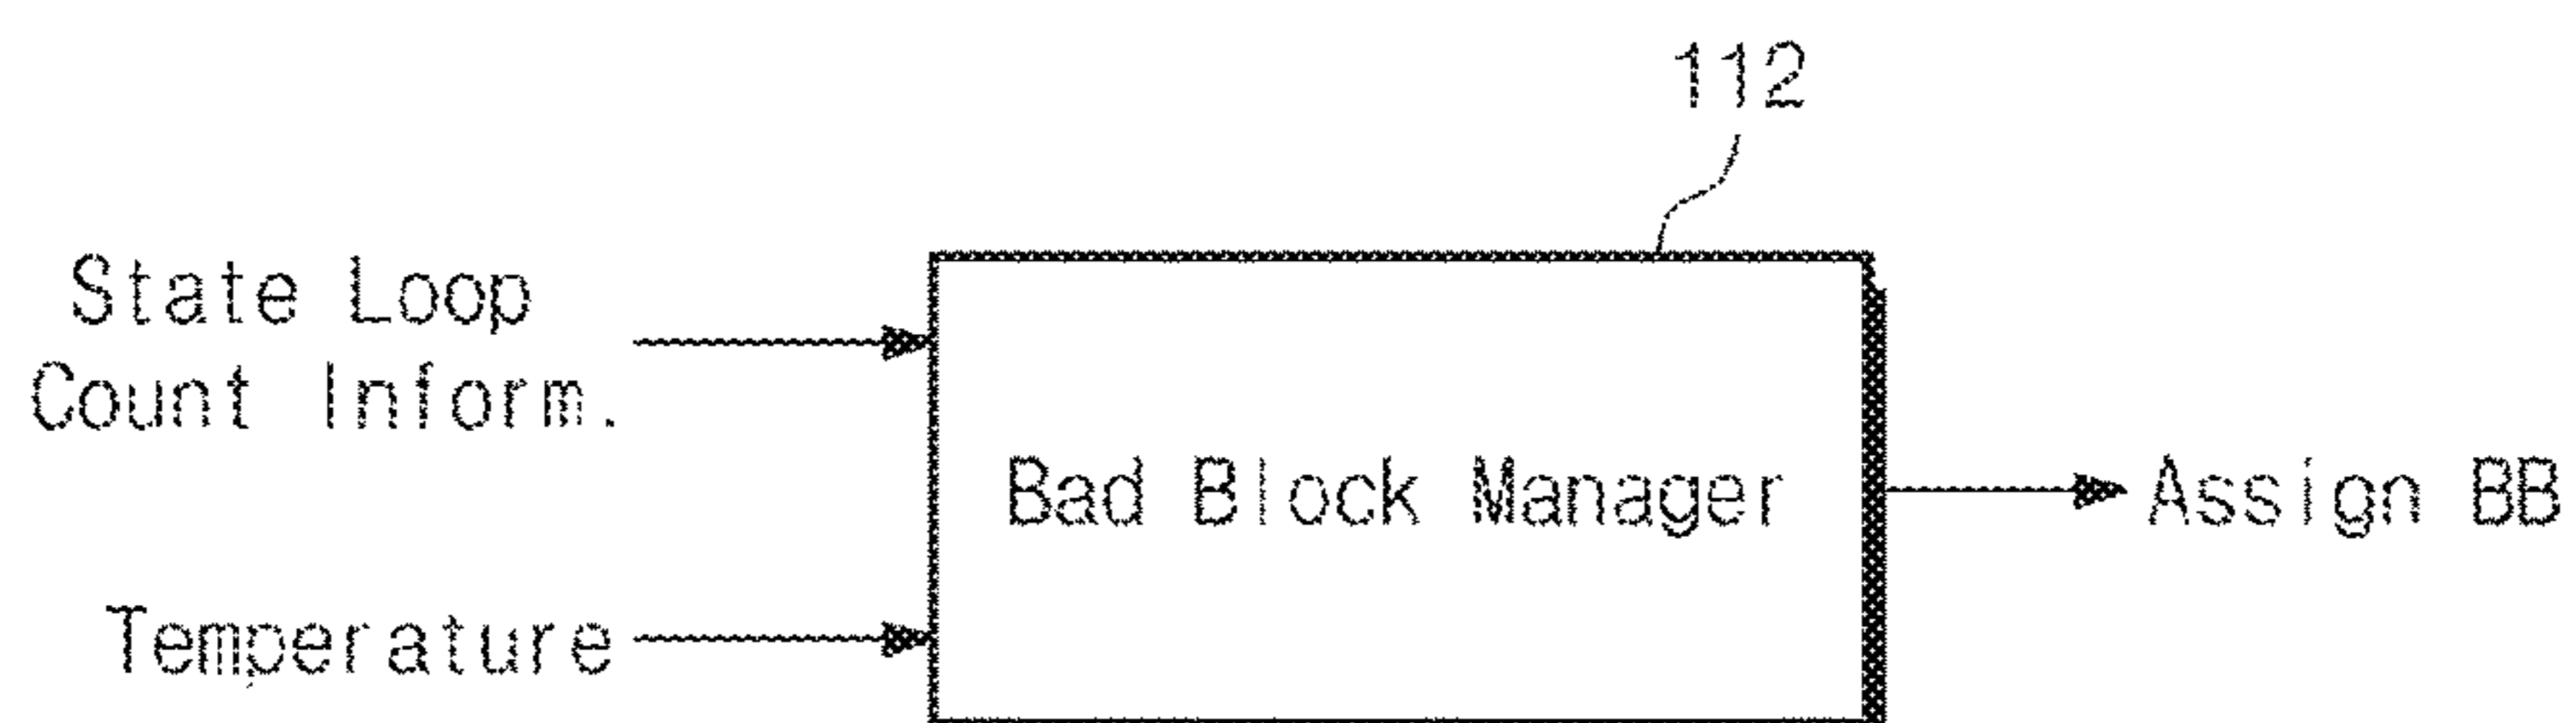 112
State Loop
Count Inform.
Bad Block Manager
Assign BB
Temperature